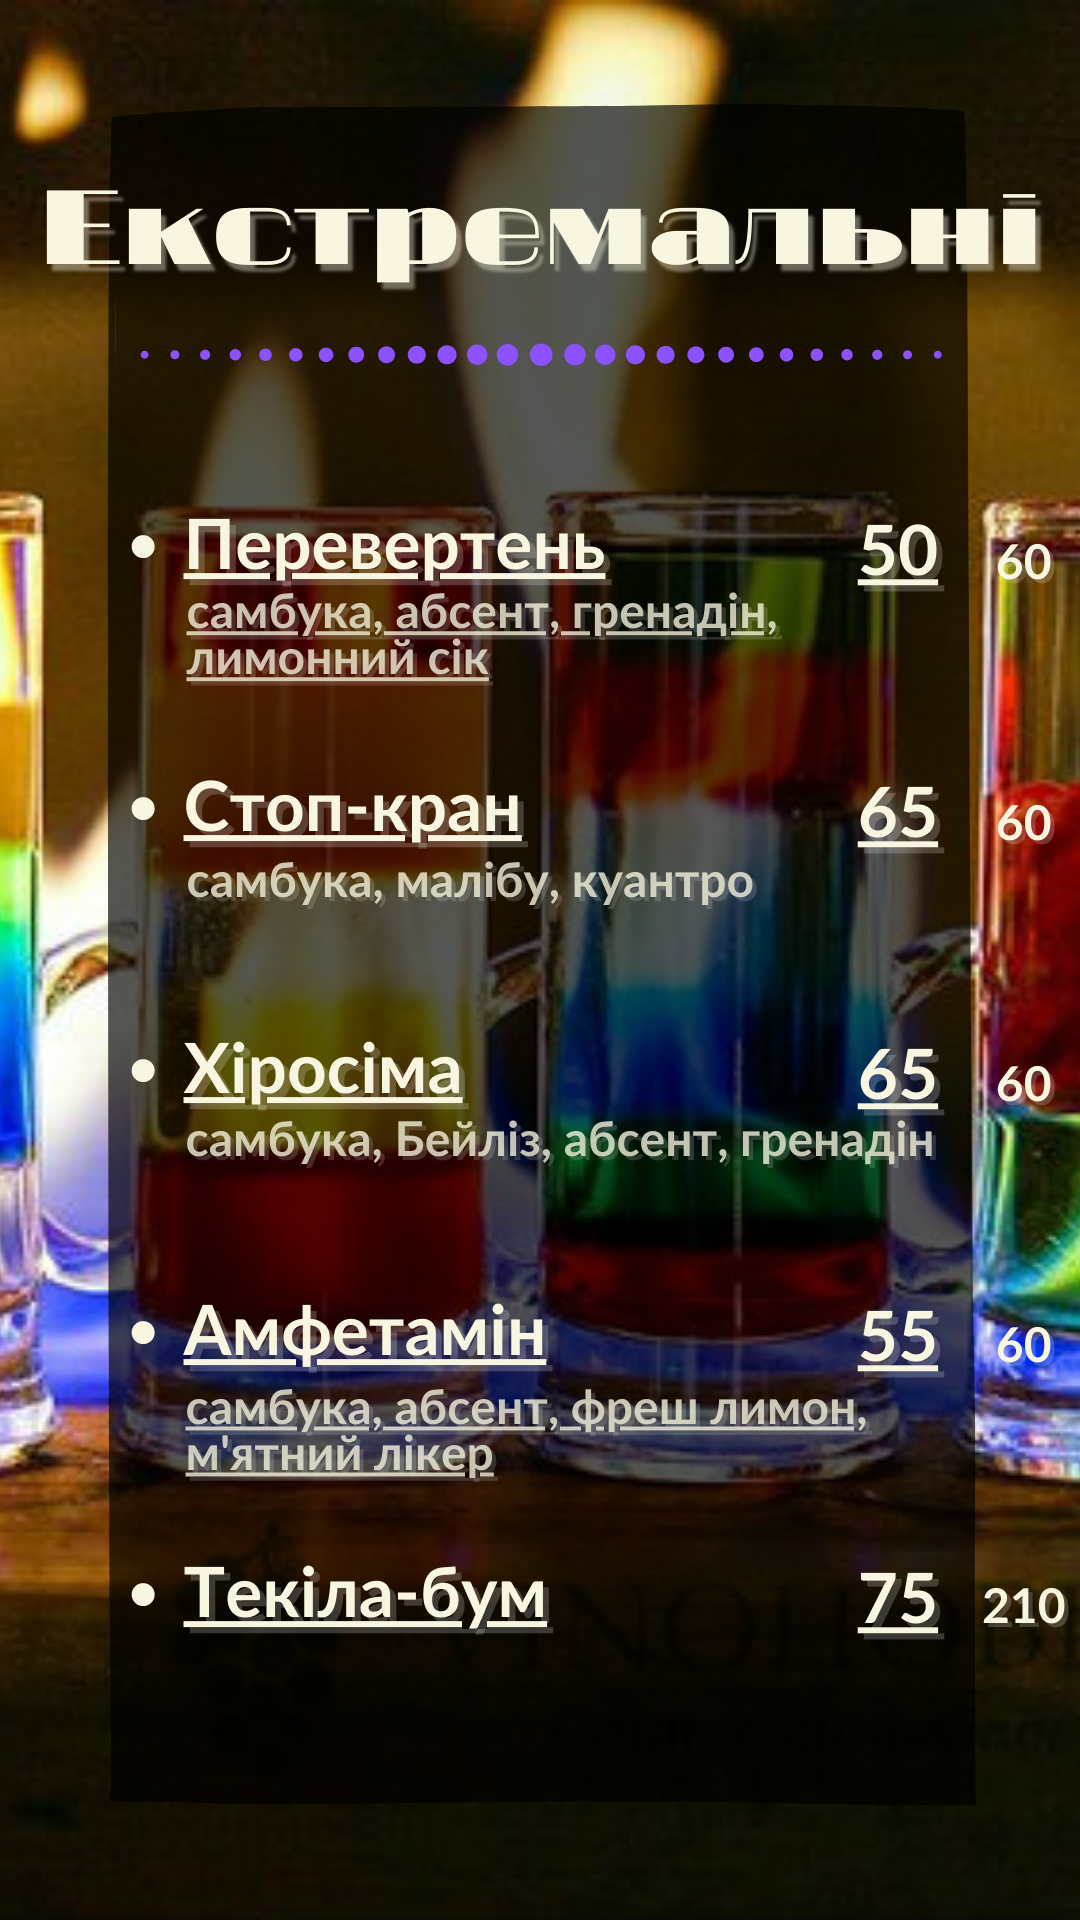 Екстремальні
• Перевертень 50 60
самбука, абсент, гренадін,
лимонний сік
• Стоп-кран 65 60
самбука, малібу, куантро
• Хіросіма 65 60
самбука, Бейліз, абсент, гренадін
• Амфетамін 55 60
самбука, абсент, фреш лимон,
м'ятний лікер
• Текіла-бум 75 210